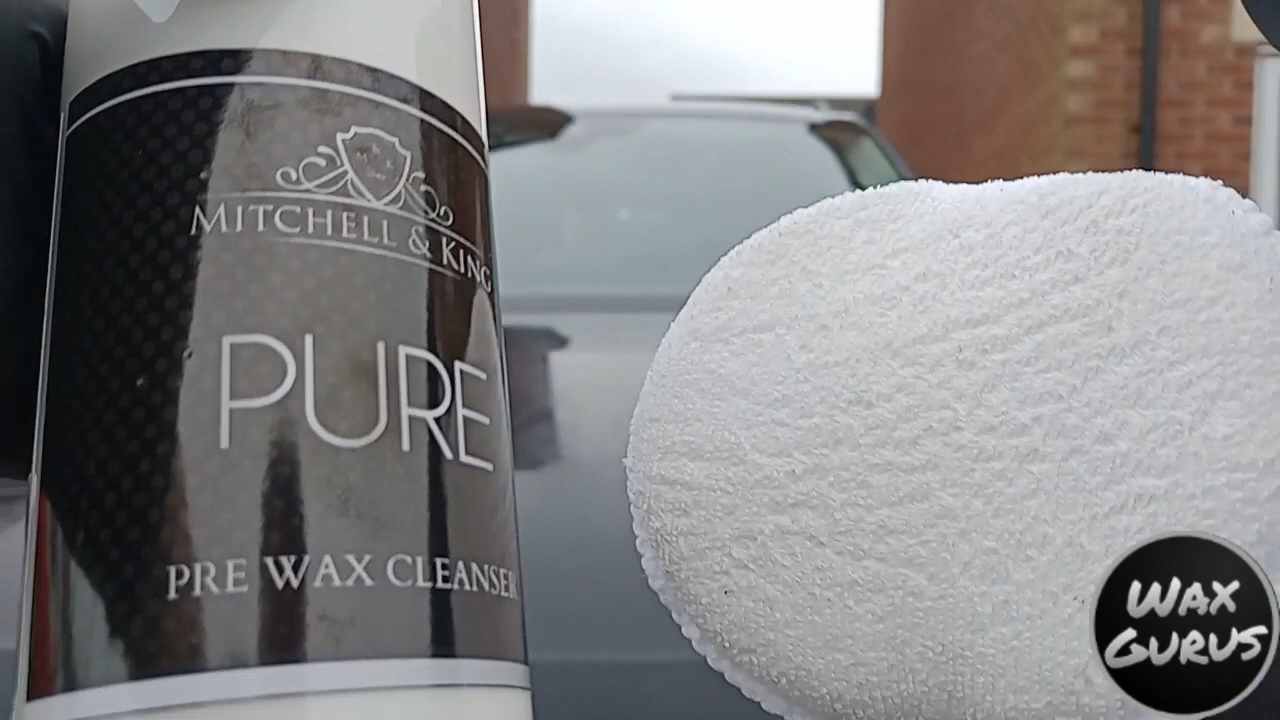 MITCHELL & KING
PURE
PRE WAX CLEANSER
WAX
GURUS